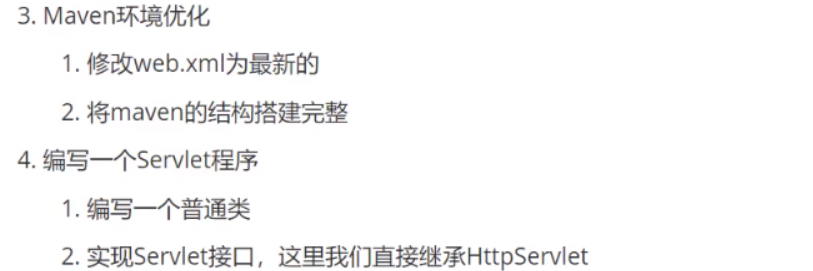 3. Maven环境优化
1. 修改web.xml为最新的
2. 将maven的结构搭建完整
4. 编写一个Servlet程序
1. 编写一个普通类
2. 实现Servlet接口，这里我们直接继承HttpServlet